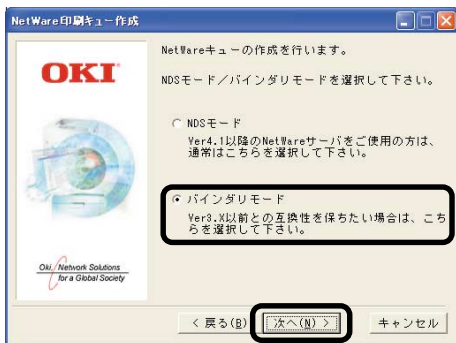 NetWare印刷キュー作成
OKI
NetWareキューの作成を行います。
NDSモード／バインダリモードを選択して下さい。
NDSモード
Ver4.1以降のNetWareサーバをご使用の方は、
通常はこちらを選択して下さい。
バインダリモード
Ver3.X以前との互換性を保ちたい場合は、こち
らを選択して下さい。
Oki, Network Solutions
for a Global Society
< 戻る(B)
次へ(N) >
キャンセル